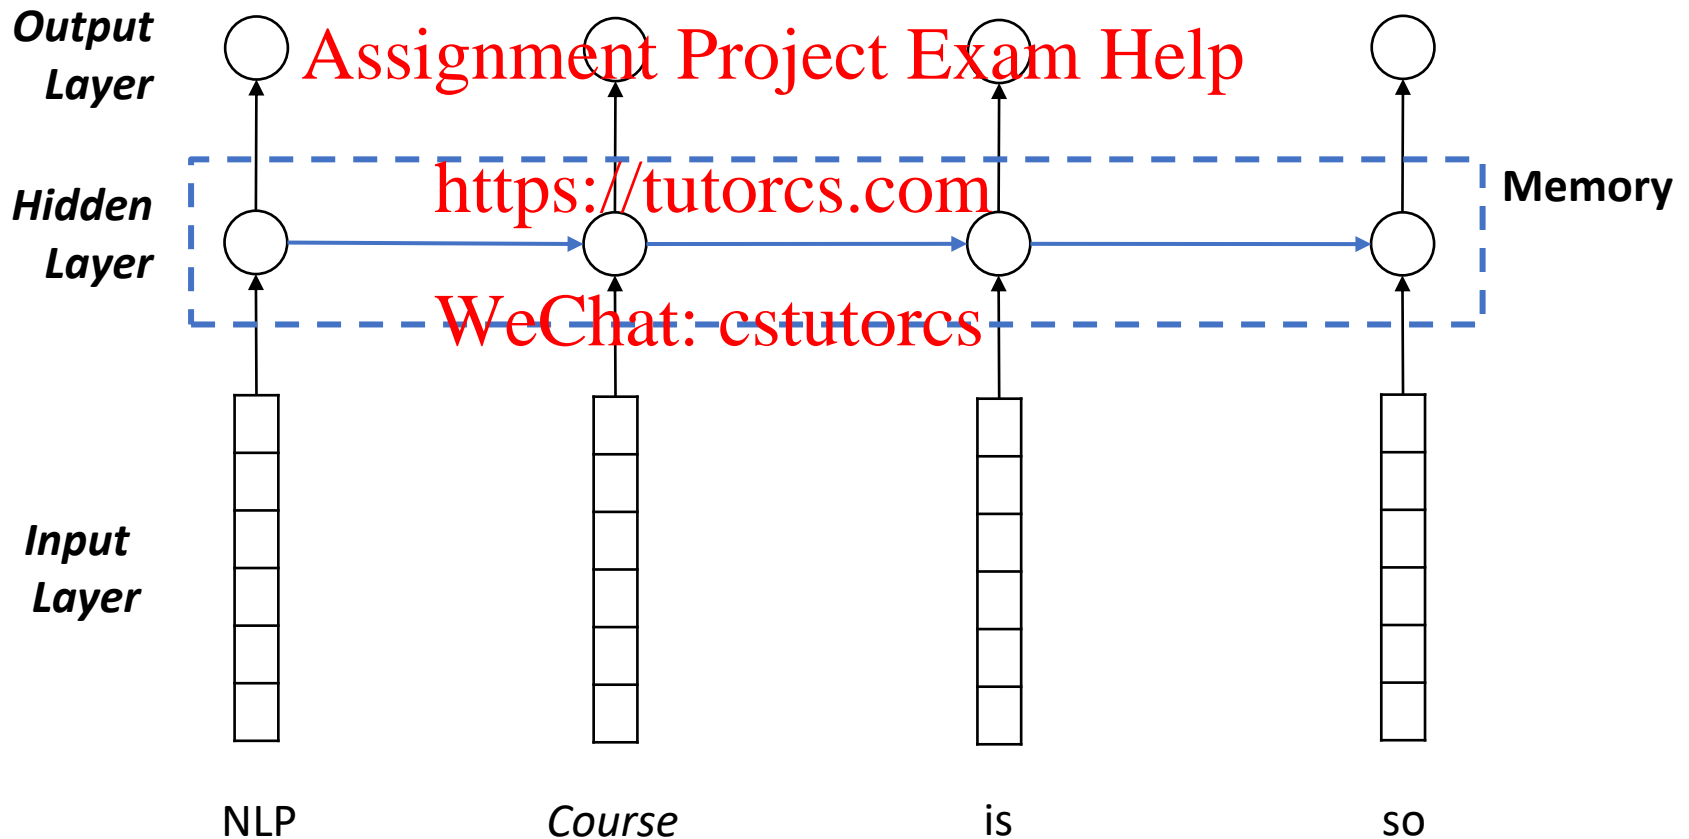 Output
Layer
Assignment Project Exam Help
Hidden
Layer
https://tutorcs.com
Memory
WeChat: cstutorcs
Input
Layer
NLP
Course
is
so